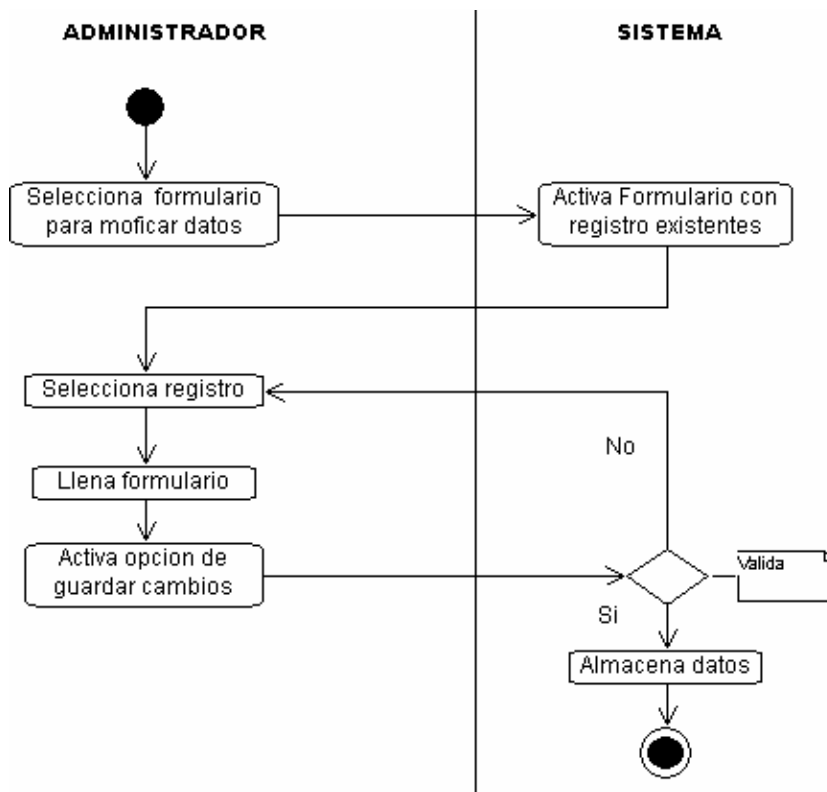 ADMINISTRADOR
SISTEMA
Selecciona formulario
para moficar datos
Activa Formulario con
registro existentes
Selecciona registro
No
Llena formulario
Activa opcion de
guardar cambios
Valida
Si
Almacena datos